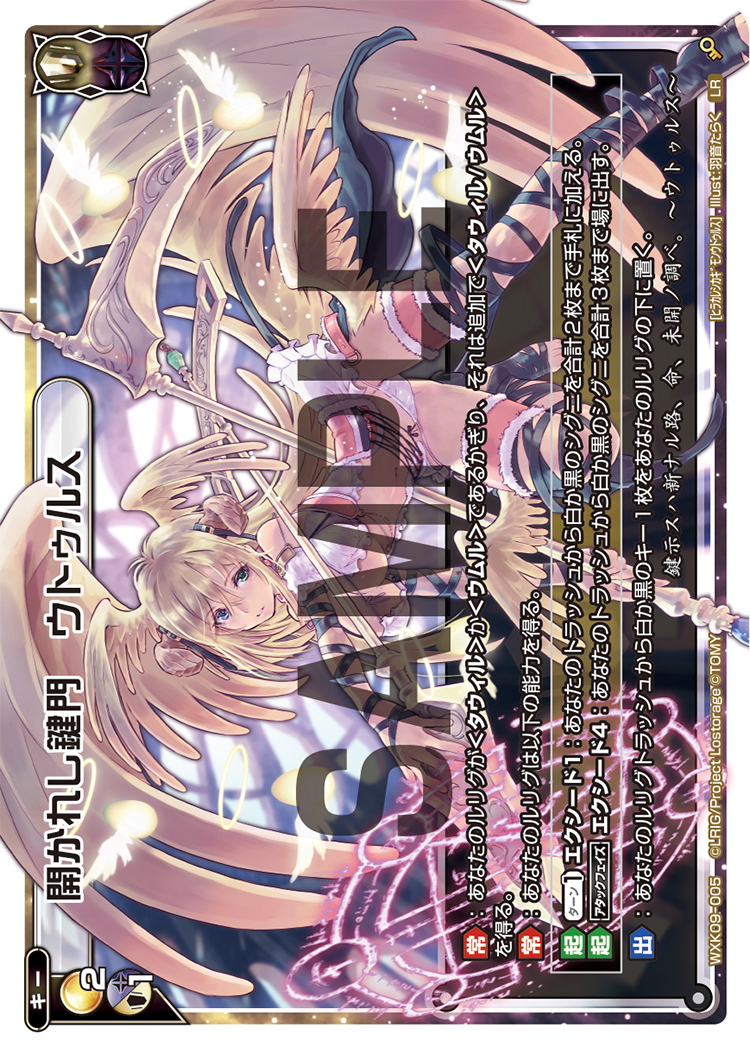 キー
開かれし鍵門 ウトゥルス
2
1
SAMPLE
常：あなたのルリグが<タウィル>か<ウムル>であるかぎり、それは追加で<タウィル/ウムル>
を得る。
常：あなたのルリグは以下の能力を得る。
起 ターン1 エクシード1：あなたのトラッシュから白か黒のシグニを合計2枚まで手札に加える。
起 アタックフェイズ エクシード4：あなたのトラッシュから白か黒のシグニを合計3枚まで場に出す。
出：あなたのルリグトラッシュから白か黒のキー1枚をあなたのルリグの下に置く。
鍵示スハ新ナル路、命、未開ノ調べ。～ウトゥルス～
WXK09-005 ©LRIG/Project Lostorage ©TOMY [ヒラカレシカギモンウトゥルス] Illust:羽音たらく LR